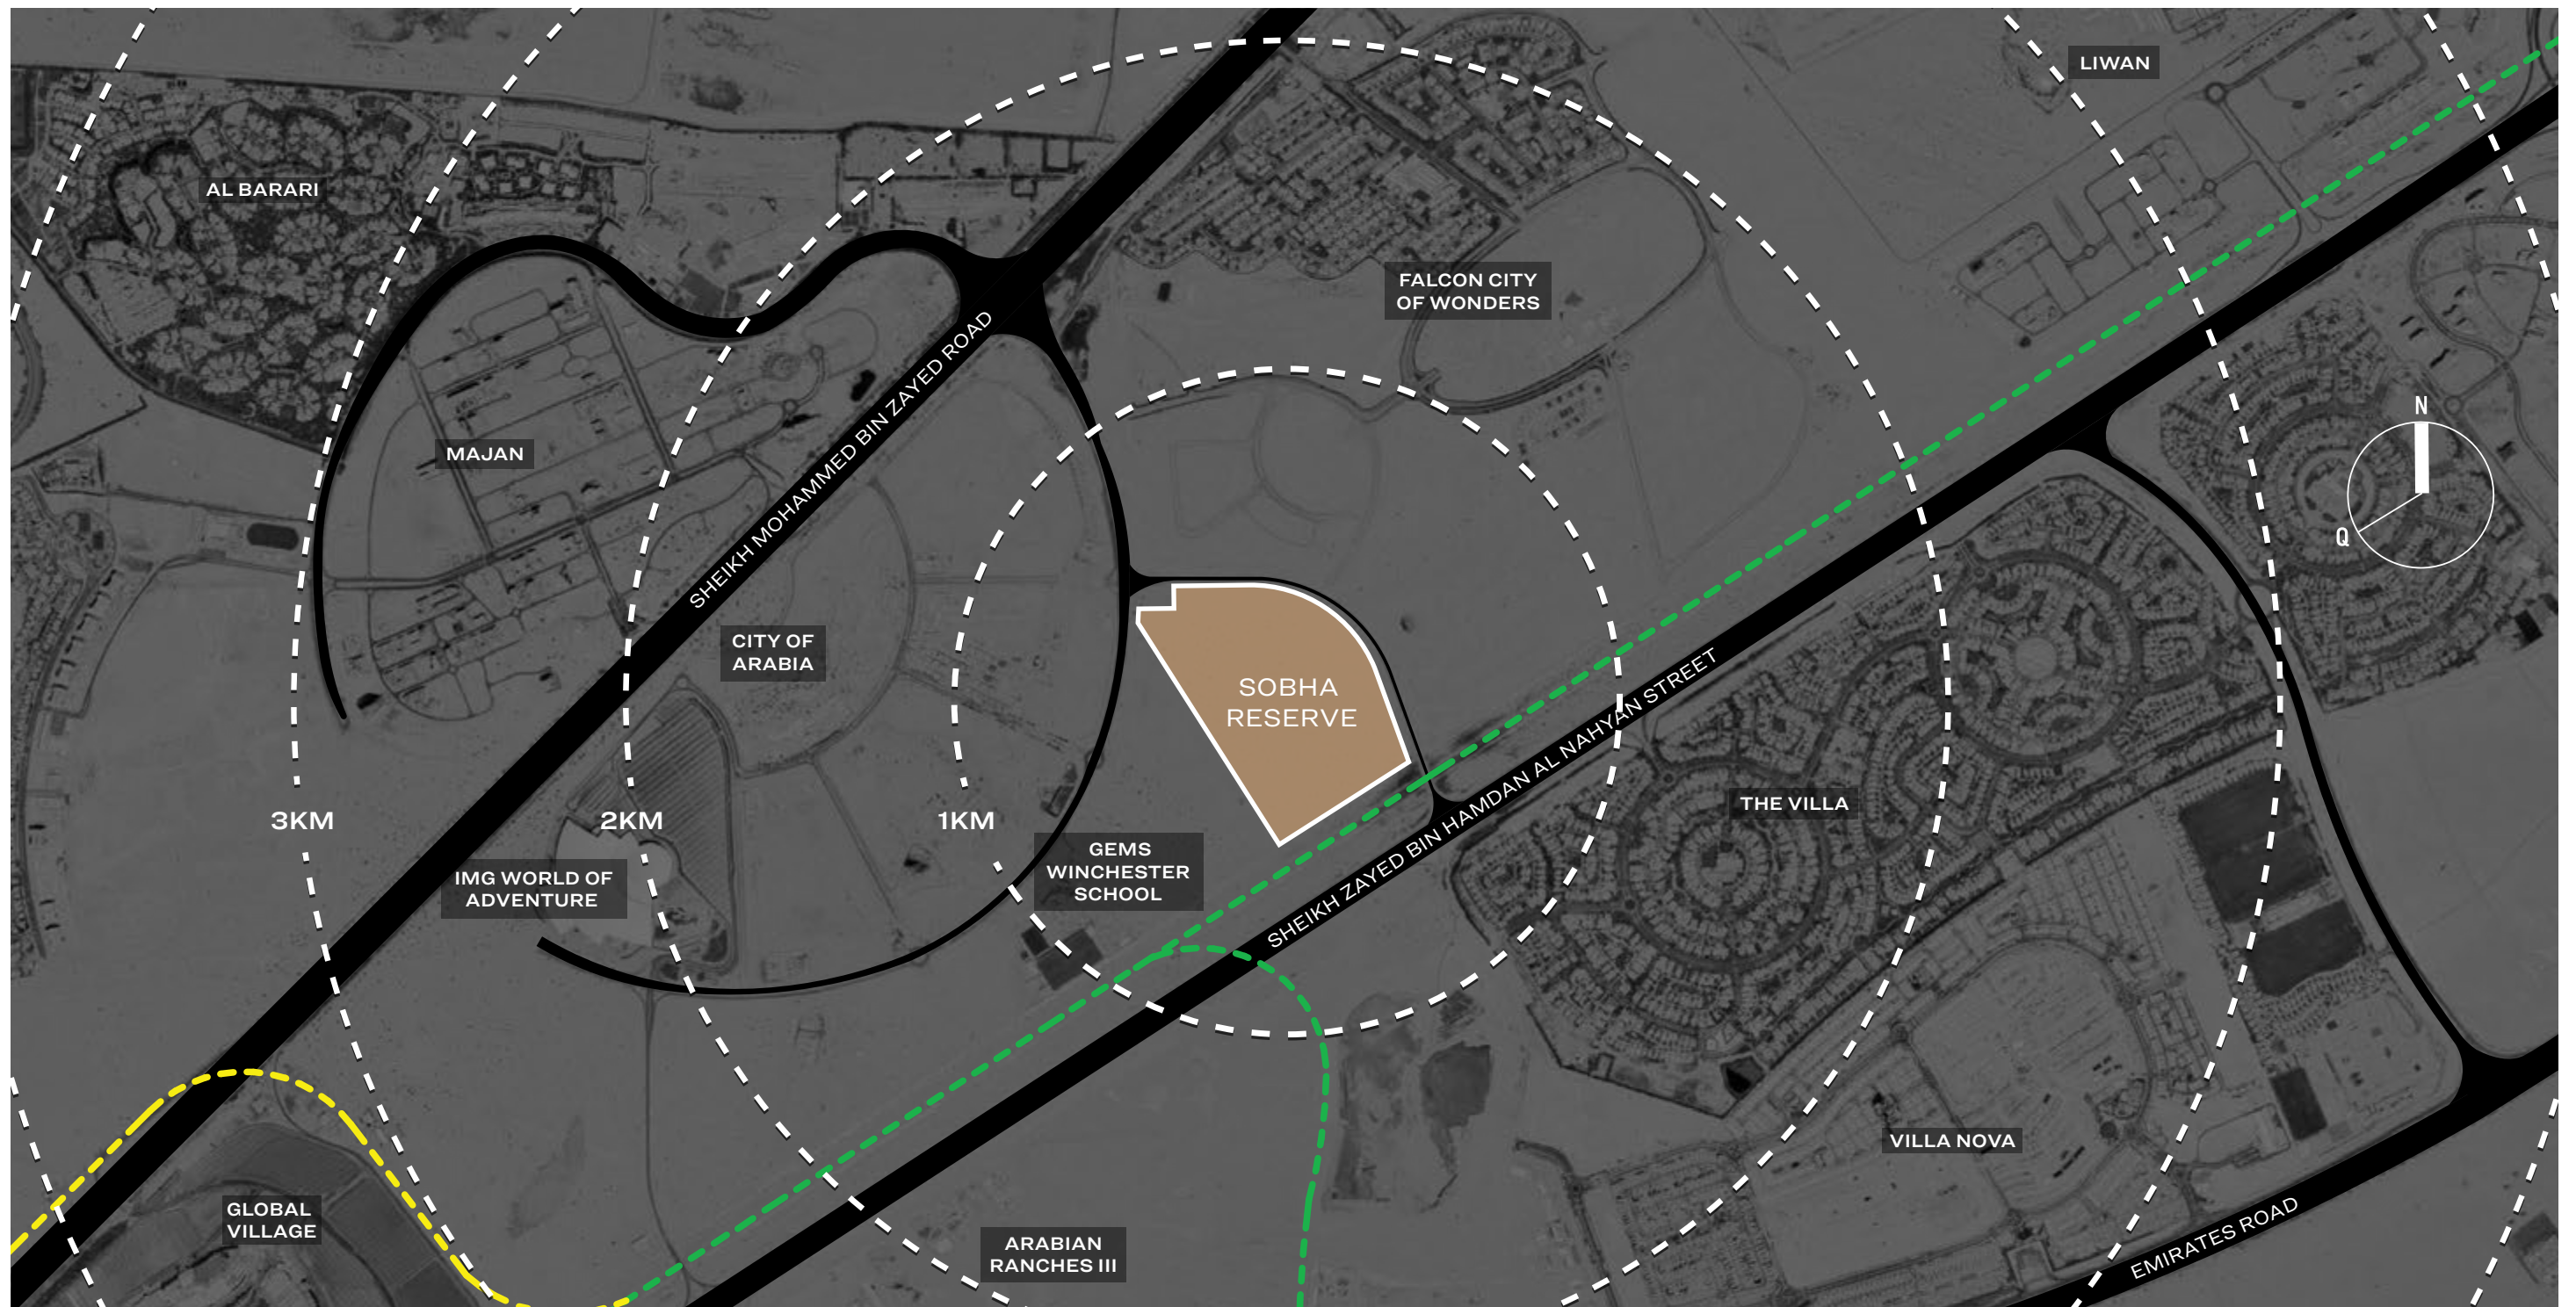 LIWAN
AL BARARI
FALCON CITY
OF WONDERS
N
Q
MAJAN
SHEIKH MOHAMMED BIN ZAYED ROAD
CITY OF
ARABIA
SOBHA
RESERVE
SHEIKH ZAYED BIN HAMDAN AL NAHYAN STREET
THE VILLA
3KM
2KM
1KM
GEMS
WINCHESTER
SCHOOL
IMG WORLD OF
ADVENTURE
VILLA NOVA
GLOBAL
VILLAGE
ARABIAN
RANCHES III
EMIRATES ROAD